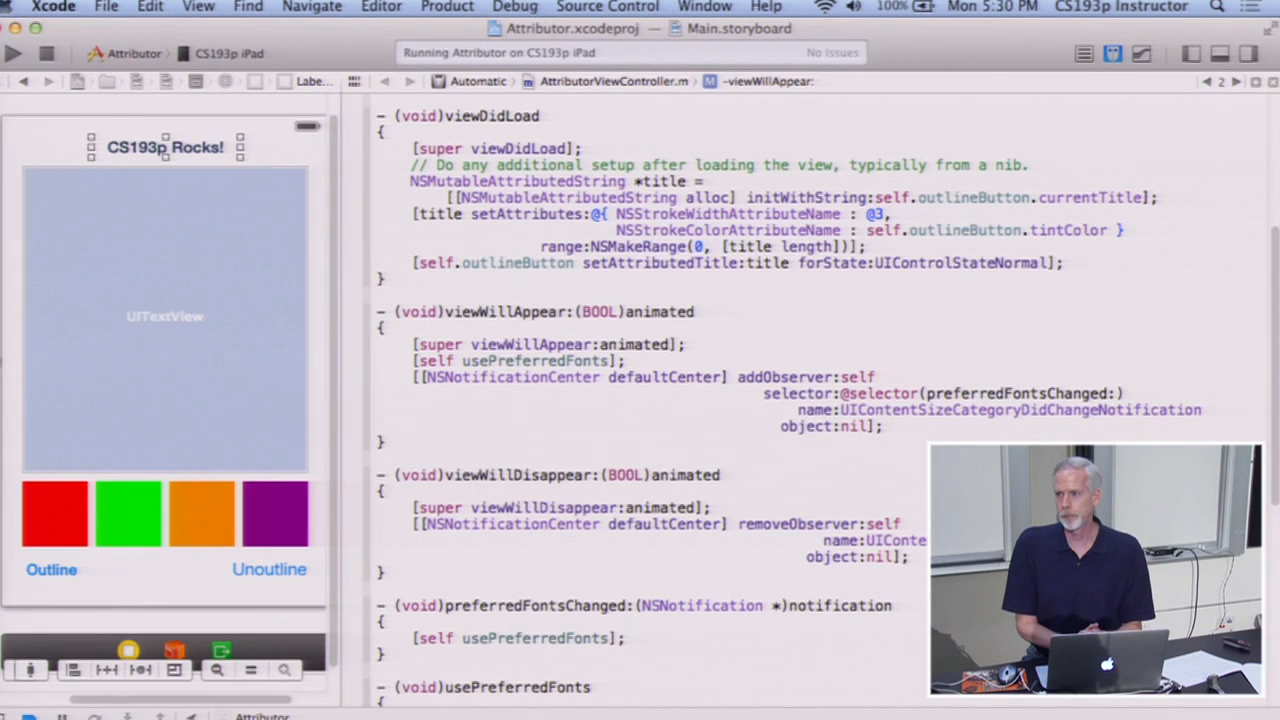 Xcode File Edit View Find Navigate Editor Product Debug Source Control Window Help 100% Mon 5:30 PM CS193p Instructor
Attributor.xcodeproj — Main.storyboard
Attributor CS193p iPad Running Attributor on CS193p iPad No Issues
Labe... Automatic AttributorViewController.m M -viewWillAppear: 2
CS193p Rocks!
UITextView
Outline Unoutline
- (void)viewDidLoad
{
[super viewDidLoad];
// Do any additional setup after loading the view, typically from a nib.
NSMutableAttributedString *title =
[[NSMutableAttributedString alloc] initWithString:self.outlineButton.currentTitle];
[title setAttributes:@{ NSStrokeWidthAttributeName : @3,
NSStrokeColorAttributeName : self.outlineButton.tintColor }
range:NSMakeRange(0, [title length])];
[self.outlineButton setAttributedTitle:title forState:UIControlStateNormal];
}
- (void)viewWillAppear:(BOOL)animated
{
[super viewWillAppear:animated];
[self usePreferredFonts];
[[NSNotificationCenter defaultCenter] addObserver:self
selector:@selector(preferredFontsChanged:)
name:UIContentSizeCategoryDidChangeNotification
object:nil];
}
- (void)viewWillDisappear:(BOOL)animated
{
[super viewWillDisappear:animated];
[[NSNotificationCenter defaultCenter] removeObserver:self
name:UIConte
object:nil];
}
- (void)preferredFontsChanged:(NSNotification *)notification
{
[self usePreferredFonts];
}
- (void)usePreferredFonts
{
Attributor